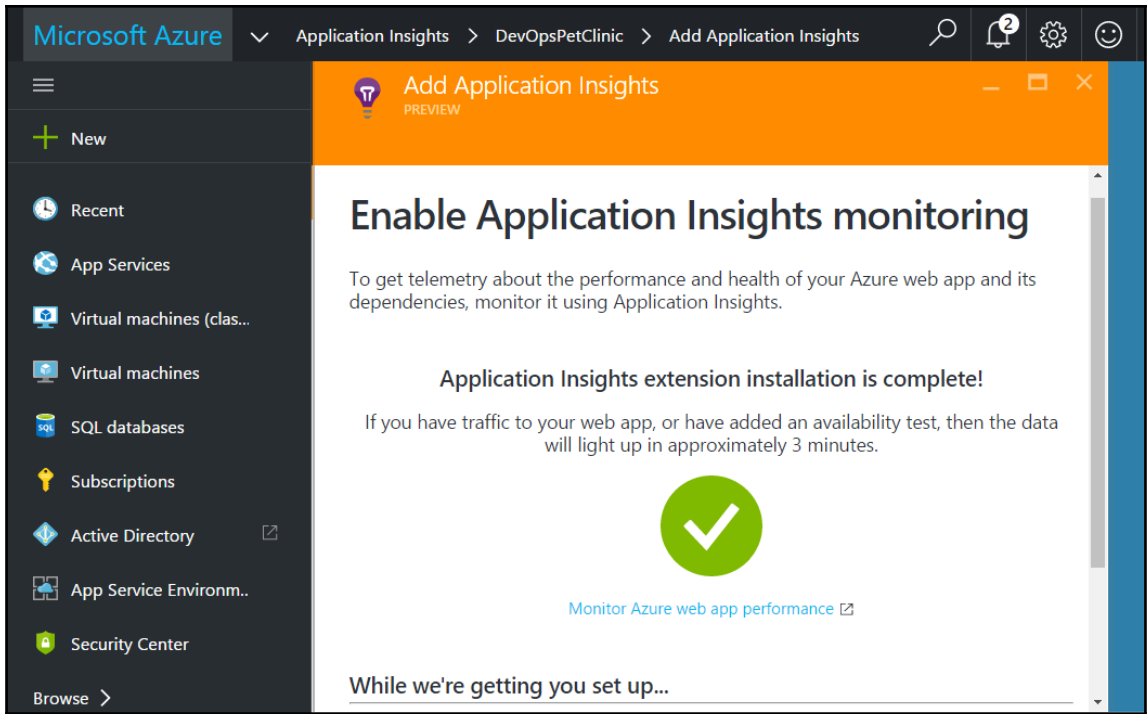 Microsoft Azure
Application Insights > DevOpsPetClinic > Add Application Insights
2
Add Application Insights
PREVIEW
New
Recent
App Services
Virtual machines (clas...
Virtual machines
SQL databases
Subscriptions
Active Directory
App Service Environm..
Security Center
Browse >
Enable Application Insights monitoring
To get telemetry about the performance and health of your Azure web app and its
dependencies, monitor it using Application Insights.
Application Insights extension installation is complete!
If you have traffic to your web app, or have added an availability test, then the data
will light up in approximately 3 minutes.
Monitor Azure web app performance
While we're getting you set up...